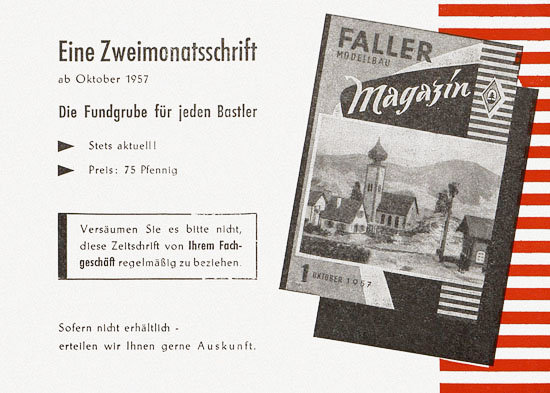 Eine Zweimonatsschrift
ab Oktober 1957
Die Fundgrube für jeden Bastler
Stets aktuell!
Preis: 75 Pfennig
Versäumen Sie es bitte nicht,
diese Zeitschrift von Ihrem Fach-
geschäft regelmäßig zu beziehen.
Sofern nicht erhältlich -
erteilen wir Ihnen gerne Auskunft.
FALLER
MODELLBAU
Magazin
1 OKTOBER 1957